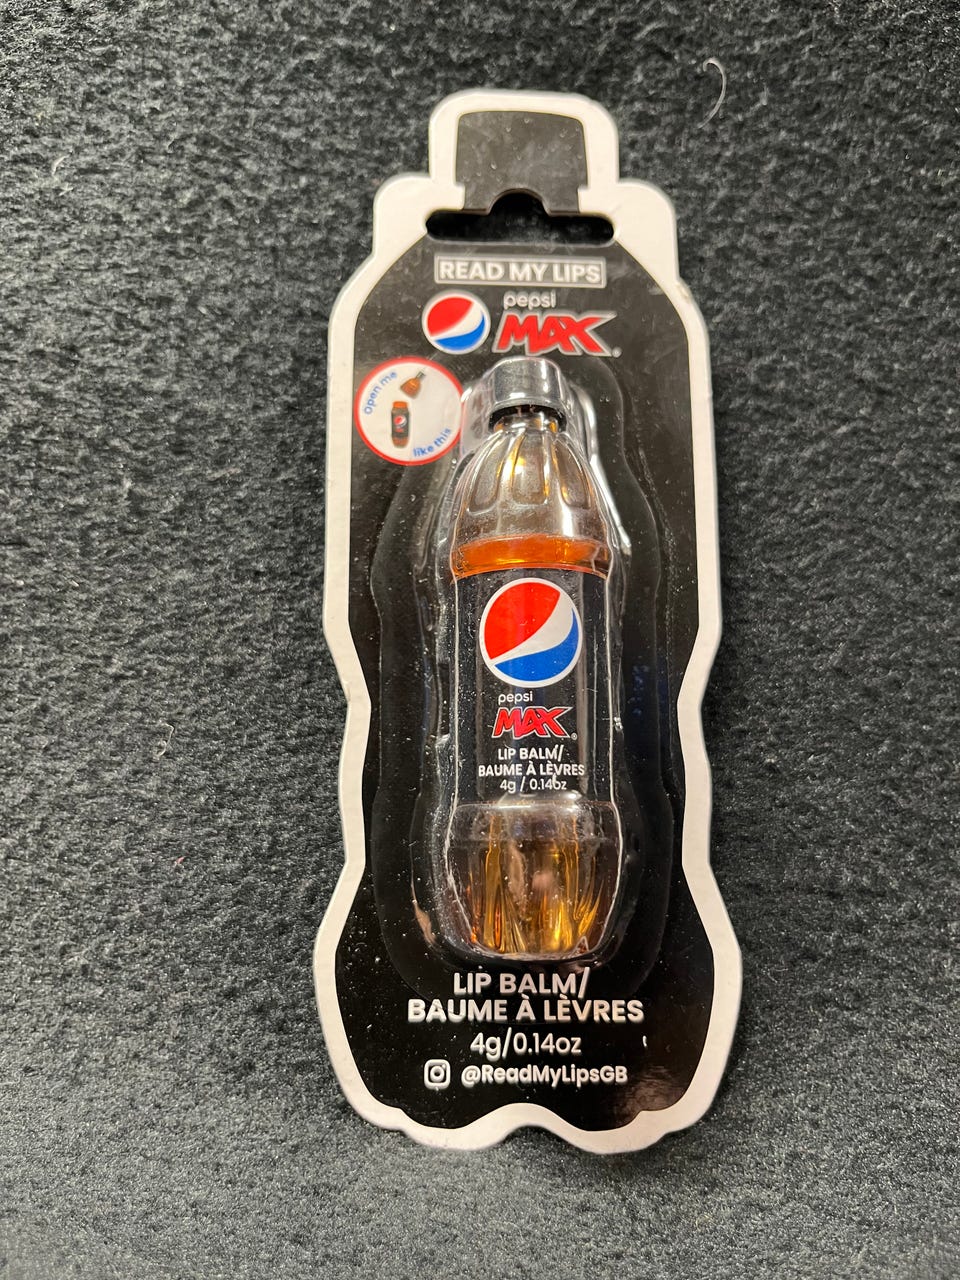 READ MY LIPS
pepsi
MAX®
Open me
like this
pepsi
MAX®
LIP BALM/
BAUME À LÈVRES
4g / 0.14oz
LIP BALM/
BAUME À LÈVRES
4g/0.14oz
@ReadMyLipsGB